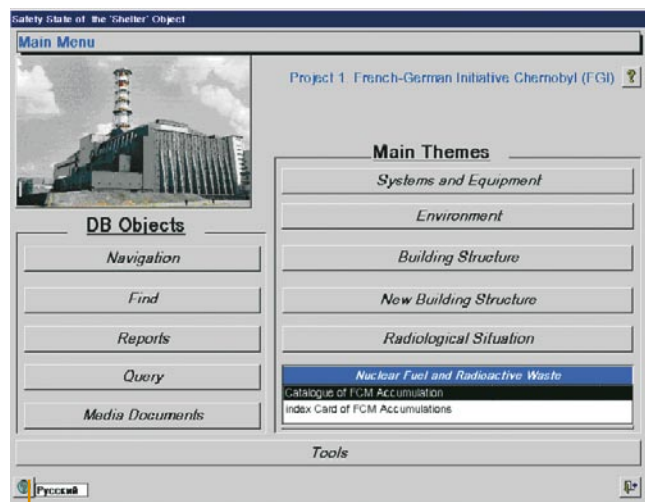 Safety State of the 'Shelter' Object
Main Menu
Project 1. French-German Initiative Chernobyl (FGI)
?
Main Themes
Systems and Equipment
Environment
Building Structure
New Building Structure
Radiological Situation
Nuclear Fuel and Radioactive Waste
Catalogue of FCM Accumulation
Index Card of FCM Accumulations
DB Objects
Navigation
Find
Reports
Query
Media Documents
Tools
Русский